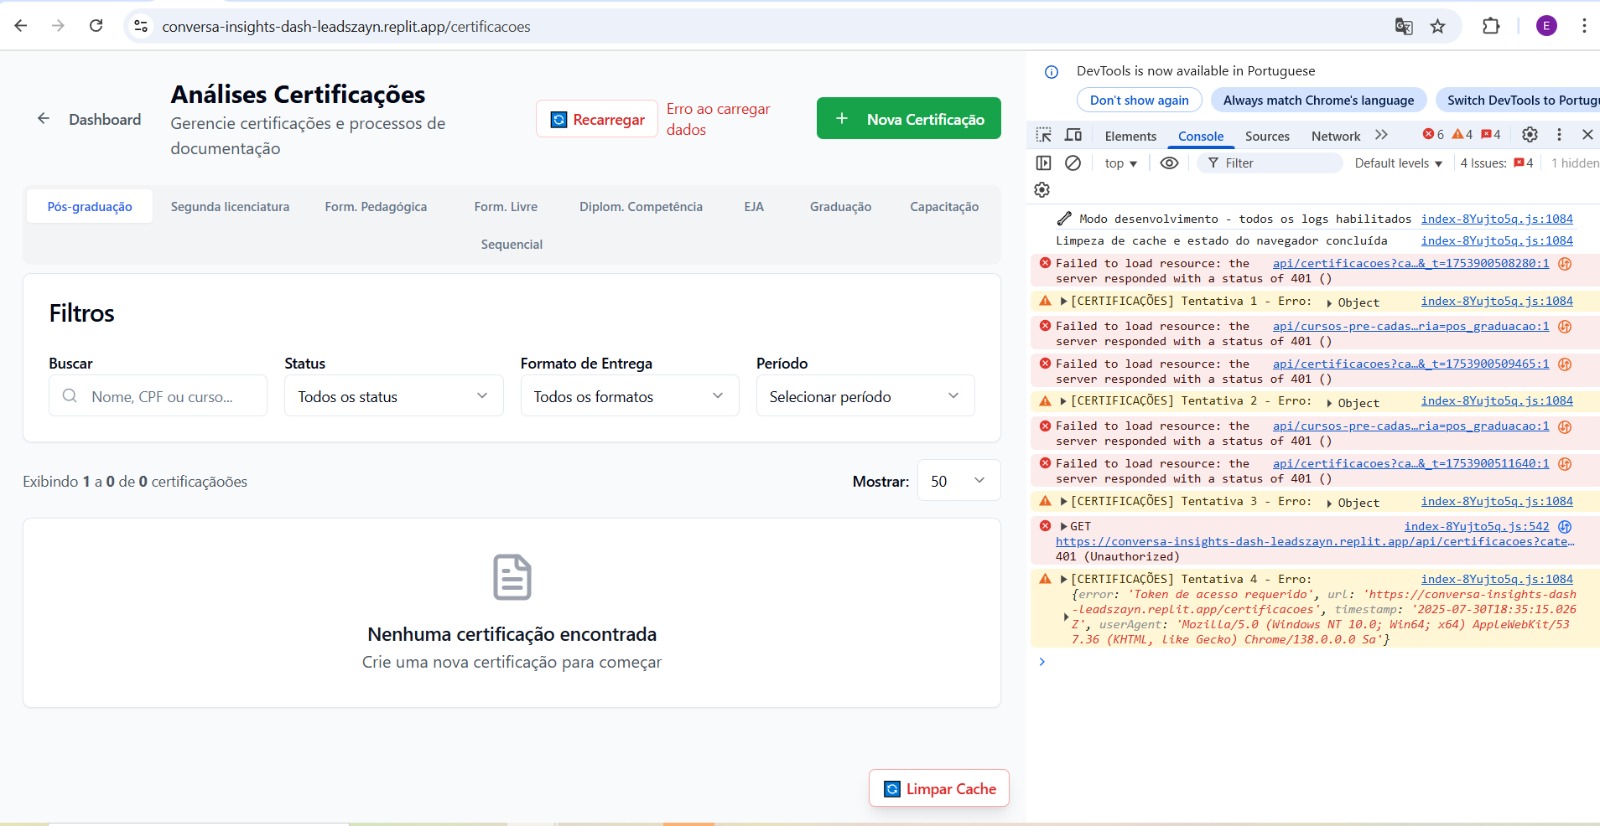 conversa-insights-dash-leadszayn.replit.app/certificacoes
E
Dashboard
Análises Certificações
Gerencie certificações e processos de
documentação
Recarregar
Erro ao carregar
dados
+ Nova Certificação
Pós-graduação
Segunda licenciatura
Form. Pedagógica
Form. Livre
Diplom. Competência
EJA
Graduação
Capacitação
Sequencial
Filtros
Buscar
Status
Formato de Entrega
Período
Nome, CPF ou curso...
Todos os status
Todos os formatos
Selecionar período
Exibindo 1 a 0 de 0 certificaçãoões
Mostrar:
50
Nenhuma certificação encontrada
Crie uma nova certificação para começar
Limpar Cache
DevTools is now available in Portuguese
Don't show again
Always match Chrome's language
Switch DevTools to Portugu
Elements
Console
Sources
Network
6
4
4
top
Filter
Default levels
4 Issues:
4
1 hidden
Modo desenvolvimento - todos os logs habilitados index-8Yujto5q.js:1084
Limpeza de cache e estado do navegador concluída index-8Yujto5q.js:1084
Failed to load resource: the api/certificacoes?ca…&_t=1753900508280:1
server responded with a status of 401 ()
[CERTIFICAÇÕES] Tentativa 1 - Erro: Object index-8Yujto5q.js:1084
Failed to load resource: the api/cursos-pre-cadas…ria=pos_graduacao:1
server responded with a status of 401 ()
Failed to load resource: the api/certificacoes?ca…&_t=1753900509465:1
server responded with a status of 401 ()
[CERTIFICAÇÕES] Tentativa 2 - Erro: Object index-8Yujto5q.js:1084
Failed to load resource: the api/cursos-pre-cadas…ria=pos_graduacao:1
server responded with a status of 401 ()
Failed to load resource: the api/certificacoes?ca…&_t=1753900511640:1
server responded with a status of 401 ()
[CERTIFICAÇÕES] Tentativa 3 - Erro: Object index-8Yujto5q.js:1084
GET index-8Yujto5q.js:542
https://conversa-insights-dash-leadszayn.replit.app/api/certificacoes?cate…
401 (Unauthorized)
[CERTIFICAÇÕES] Tentativa 4 - Erro: index-8Yujto5q.js:1084
{error: 'Token de acesso requerido', url: 'https://conversa-insights-dash
-leadszayn.replit.app/certificacoes', timestamp: '2025-07-30T18:35:15.026
Z', userAgent: 'Mozilla/5.0 (Windows NT 10.0; Win64; x64) AppleWebKit/53
7.36 (KHTML, like Gecko) Chrome/138.0.0.0 Sa'}